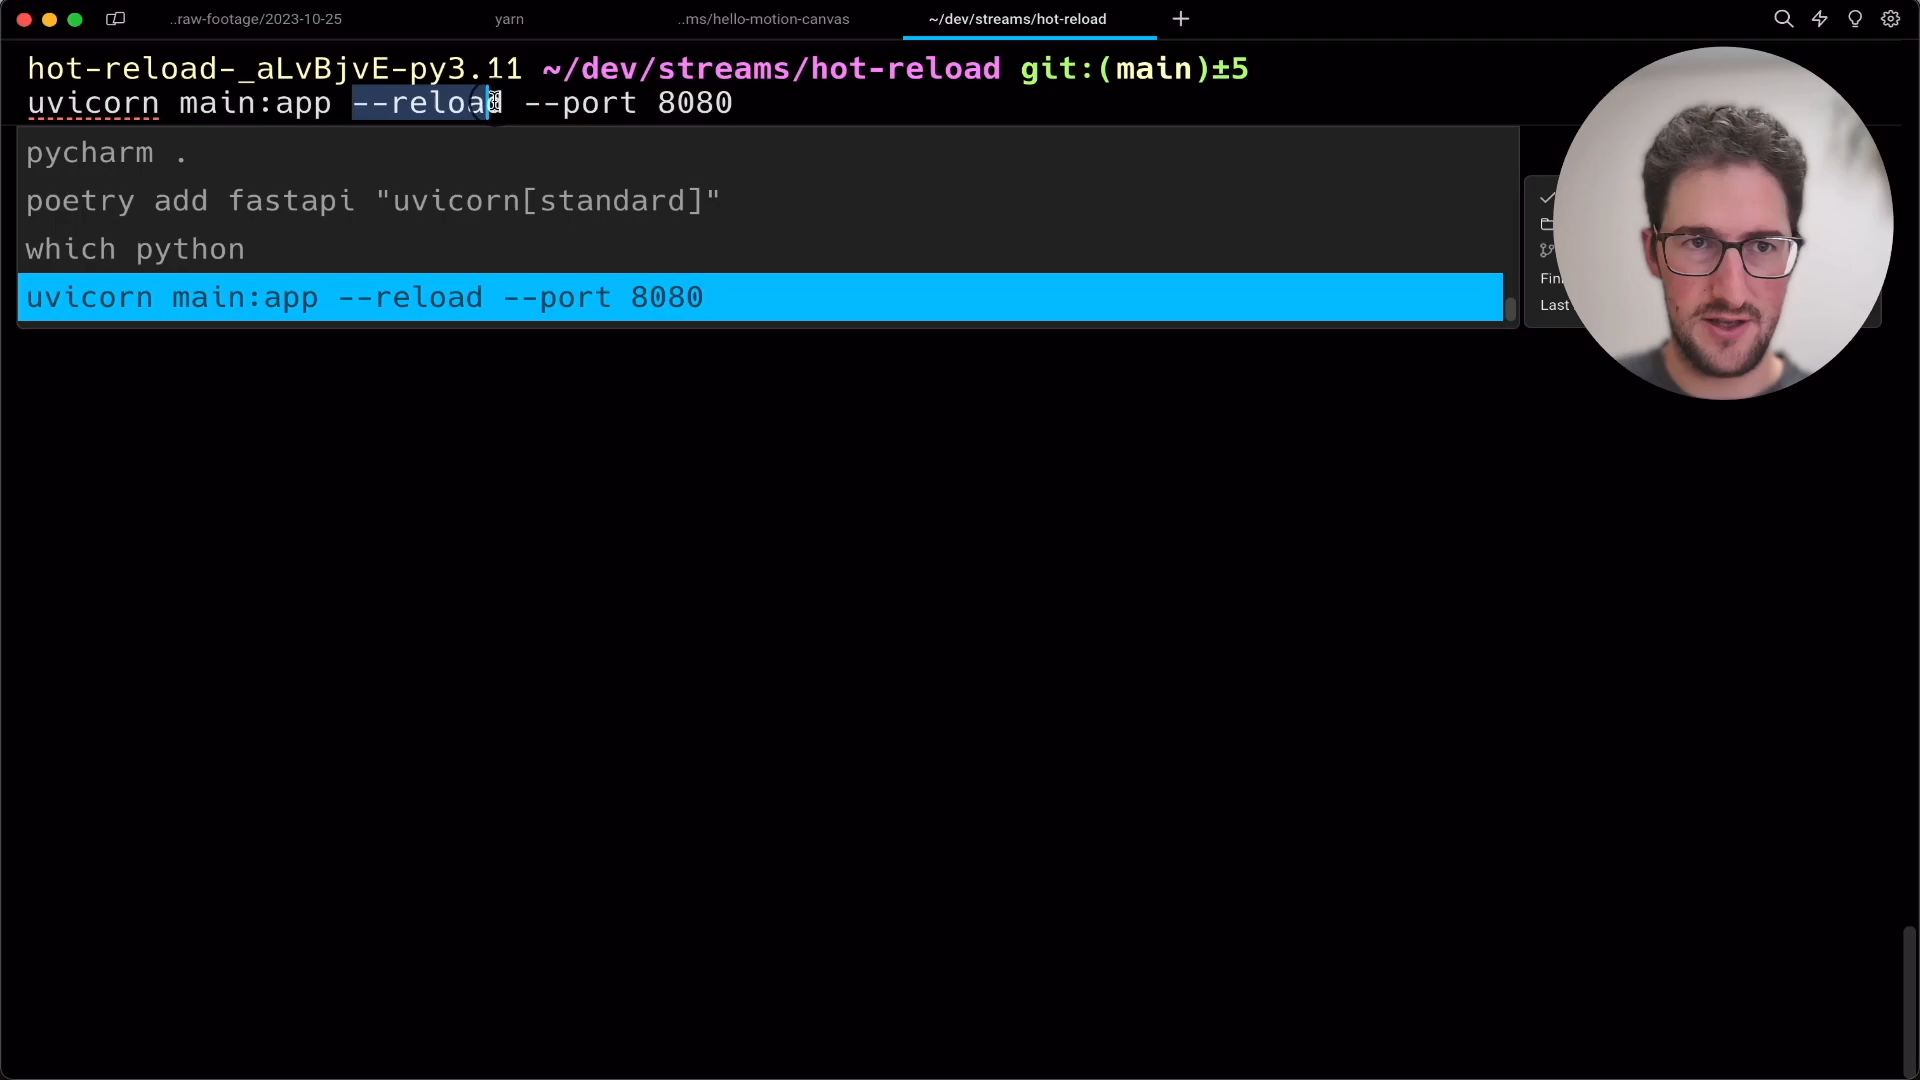 ..raw-footage/2023-10-25
yarn
..ms/hello-motion-canvas
~/dev/streams/hot-reload
hot-reload-_aLvBjvE-py3.11 ~/dev/streams/hot-reload git:(main)±5
uvicorn main:app --reload --port 8080
pycharm .
poetry add fastapi "uvicorn[standard]"
which python
uvicorn main:app --reload --port 8080
Last